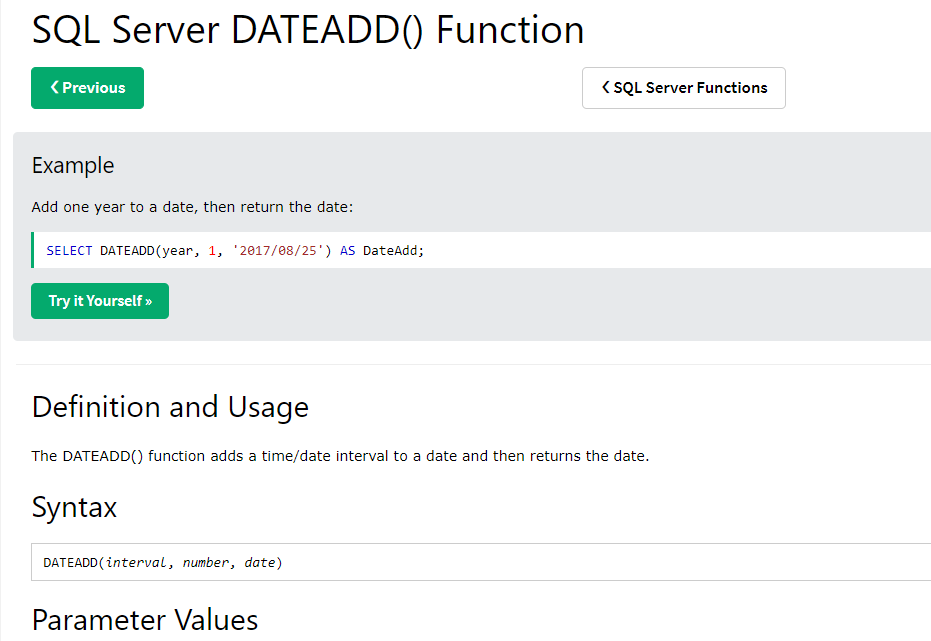 SQL Server DATEADD() Function
❮ Previous
❮ SQL Server Functions
Example
Add one year to a date, then return the date:
SELECT DATEADD(year, 1, '2017/08/25') AS DateAdd;
Try it Yourself »
Definition and Usage
The DATEADD() function adds a time/date interval to a date and then returns the date.
Syntax
DATEADD(interval, number, date)
Parameter Values